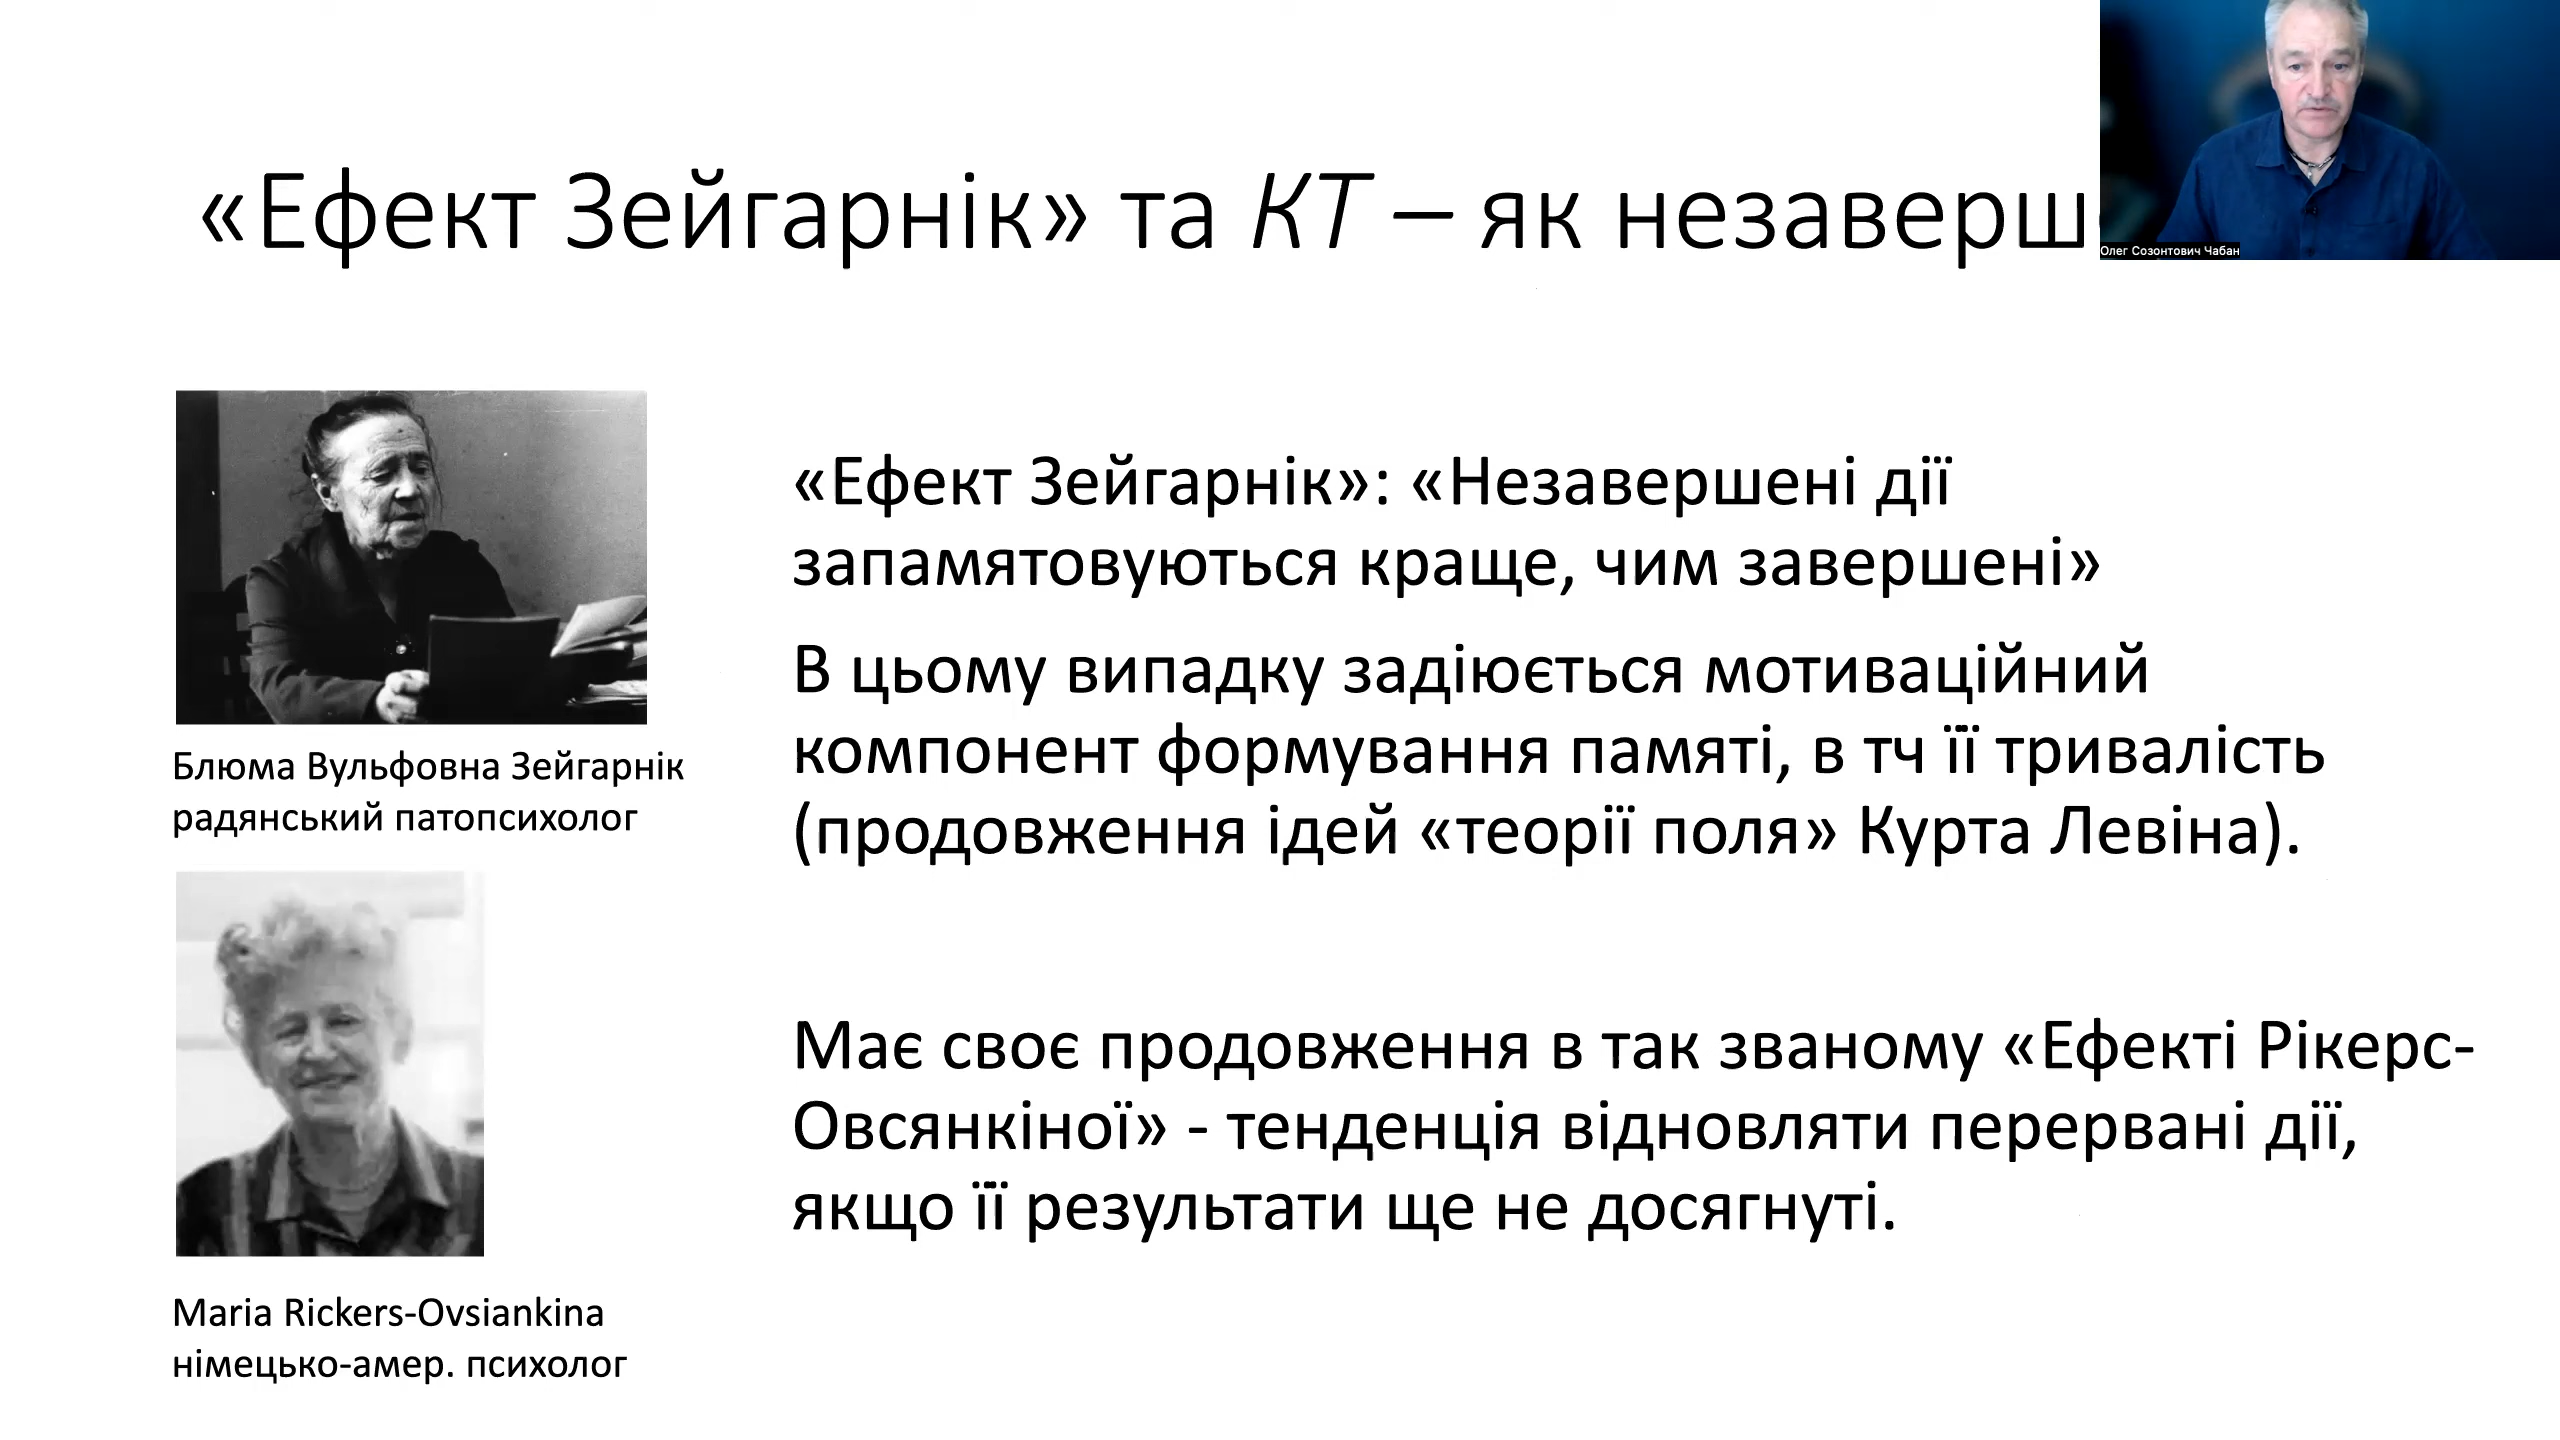 «Ефект Зейгарнік» та КТ – як
Олег Созонтович Чабан
«Ефект Зейгарнік»: «Незавершені дії
запамятовуються краще, чим завершені»
В цьому випадку задіюється мотиваційний
компонент формування памяті, в тч її тривалість
(продовження ідей «теорії поля» Курта Левіна).
Має своє продовження в так званому «Ефекті Рікерс-
Овсянкіної» - тенденція відновляти перервані дії,
якщо її результати ще не досягнуті.
Блюма Вульфовна Зейгарнік
радянський патопсихолог
Maria Rickers-Ovsiankina
німецько-амер. психолог